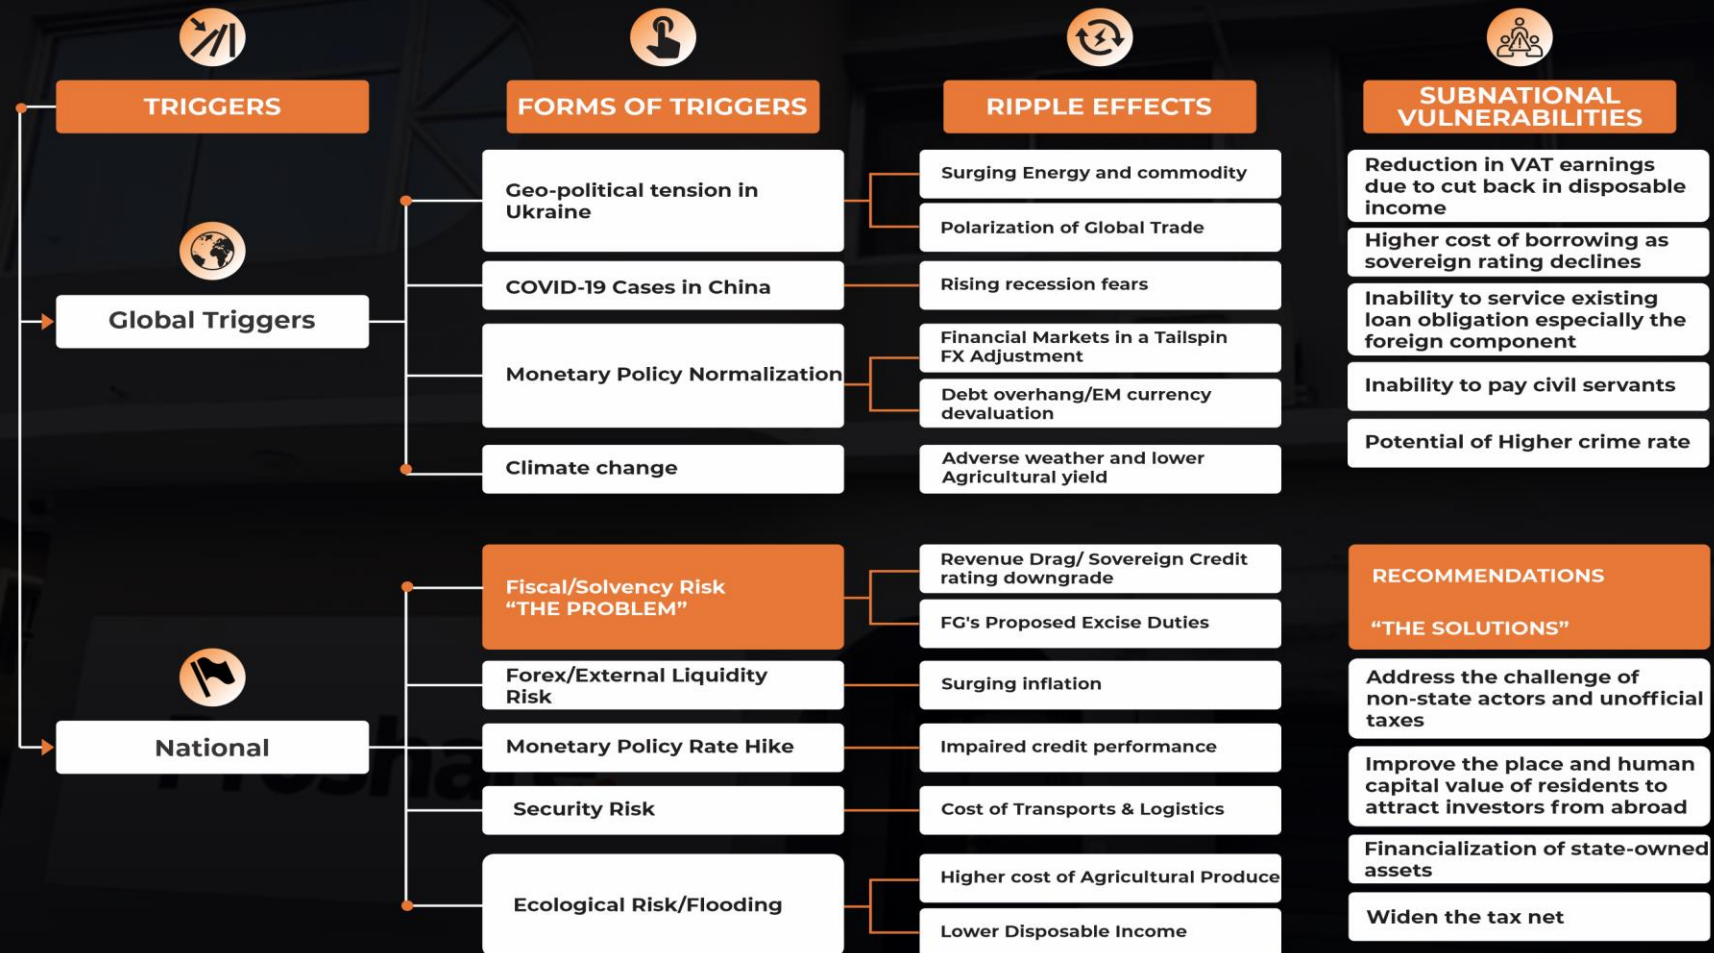 TRIGGERS
FORMS OF TRIGGERS
RIPPLE EFFECTS
SUBNATIONAL
VULNERABILITIES
Global Triggers
Geo-political tension in
Ukraine
Surging Energy and commodity
Polarization of Global Trade
COVID-19 Cases in China
Rising recession fears
Monetary Policy Normalization
Financial Markets in a Tailspin
FX Adjustment
Debt overhang/EM currency
devaluation
Climate change
Adverse weather and lower
Agricultural yield
Reduction in VAT earnings
due to cut back in disposable
income
Higher cost of borrowing as
sovereign rating declines
Inability to service existing
loan obligation especially the
foreign component
Inability to pay civil servants
Potential of Higher crime rate
National
Fiscal/Solvency Risk
“THE PROBLEM”
Revenue Drag/ Sovereign Credit
rating downgrade
FG's Proposed Excise Duties
Forex/External Liquidity
Risk
Surging inflation
Monetary Policy Rate Hike
Impaired credit performance
Security Risk
Cost of Transports & Logistics
Ecological Risk/Flooding
Higher cost of Agricultural Produce
Lower Disposable Income
RECOMMENDATIONS
“THE SOLUTIONS”
Address the challenge of
non-state actors and unofficial
taxes
Improve the place and human
capital value of residents to
attract investors from abroad
Financialization of state-owned
assets
Widen the tax net
Proshare